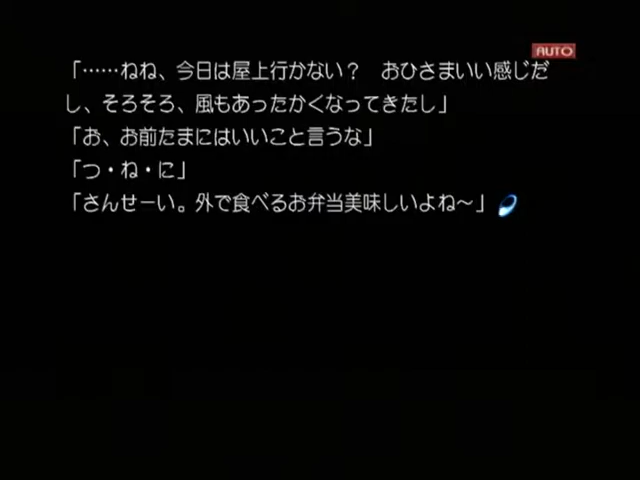 AUTO
「……ねね、今日は屋上行かない？　おひさまいい感じだ
し、そろそろ、風もあったかくなってきたし」
「お、お前たまにはいいこと言うな」
「つ・ね・に」
「さんせーい。外で食べるお弁当美味しいよね～」